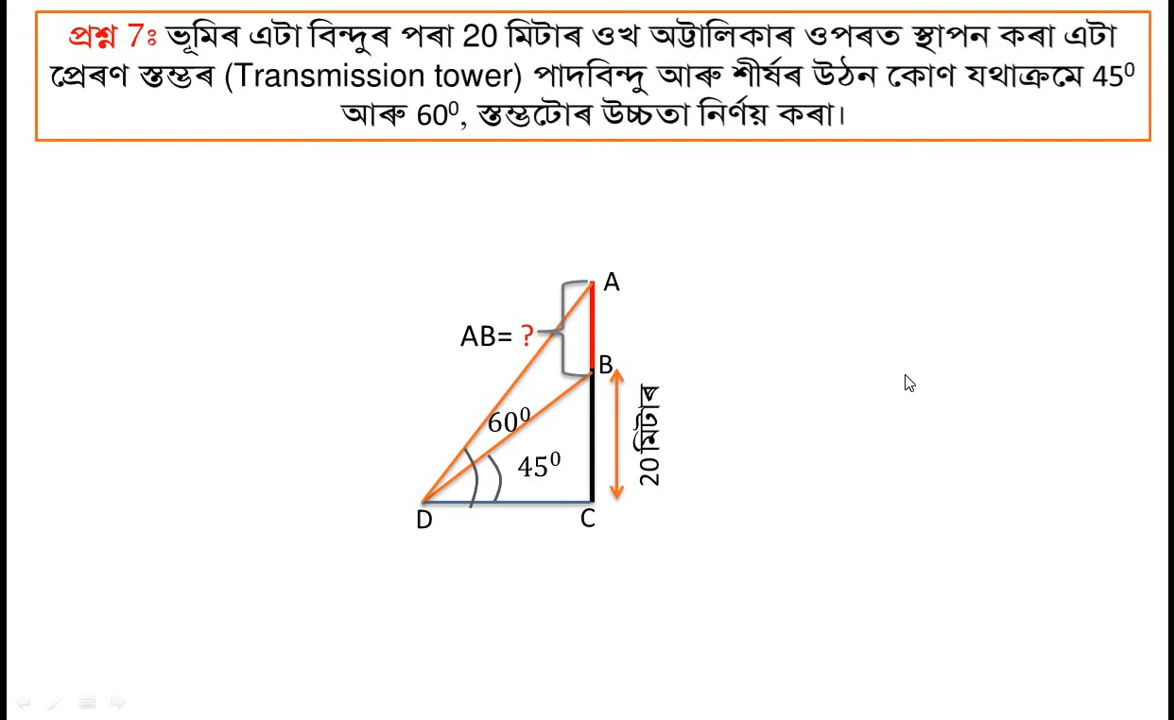 প্ৰশ্ন 7ঃ ভূমিৰ এটা বিন্দুৰ পৰা 20 মিটাৰ ওখ অট্টালিকাৰ ওপৰত স্থাপন কৰা এটা
প্ৰেৰণ স্তম্ভৰ (Transmission tower) পাদবিন্দু আৰু শীৰ্ষৰ উঠন কোণ যথাক্ৰমে 45⁰
আৰু 60⁰, স্তম্ভটোৰ উচ্চতা নিৰ্ণয় কৰা।
A
AB= ?
B
60⁰
45⁰
20 মিটাৰ
D
C